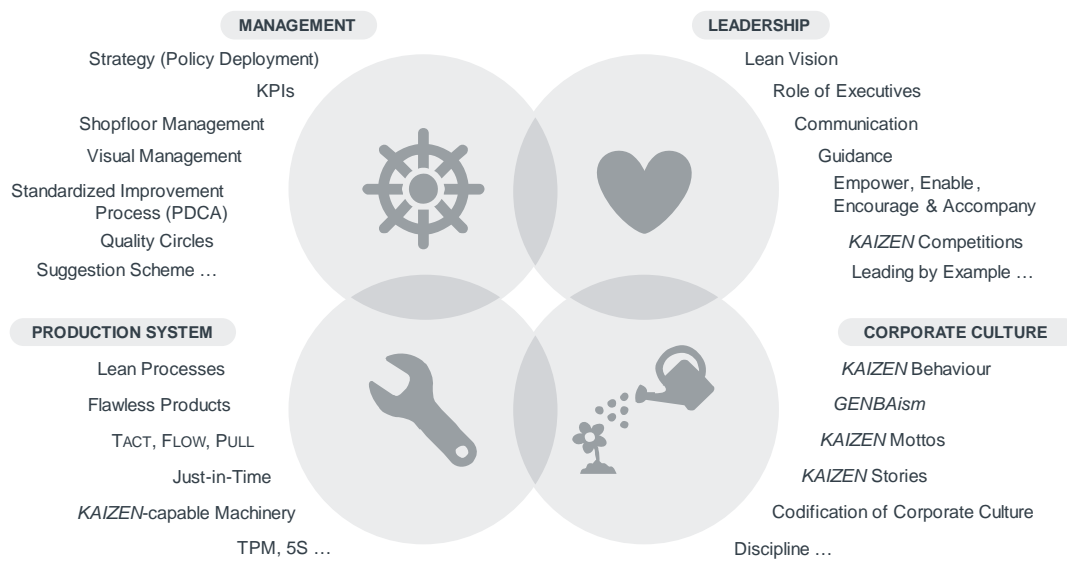 MANAGEMENT
Strategy (Policy Deployment)
KPIs
Shopfloor Management
Visual Management
Standardized Improvement
Process (PDCA)
Quality Circles
Suggestion Scheme …
LEADERSHIP
Lean Vision
Role of Executives
Communication
Guidance
Empower, Enable,
Encourage & Accompany
KAIZEN Competitions
Leading by Example …
PRODUCTION SYSTEM
Lean Processes
Flawless Products
TACT, FLOW, PULL
Just-in-Time
KAIZEN-capable Machinery
TPM, 5S …
CORPORATE CULTURE
KAIZEN Behaviour
GENBAism
KAIZEN Mottos
KAIZEN Stories
Codification of Corporate Culture
Discipline …